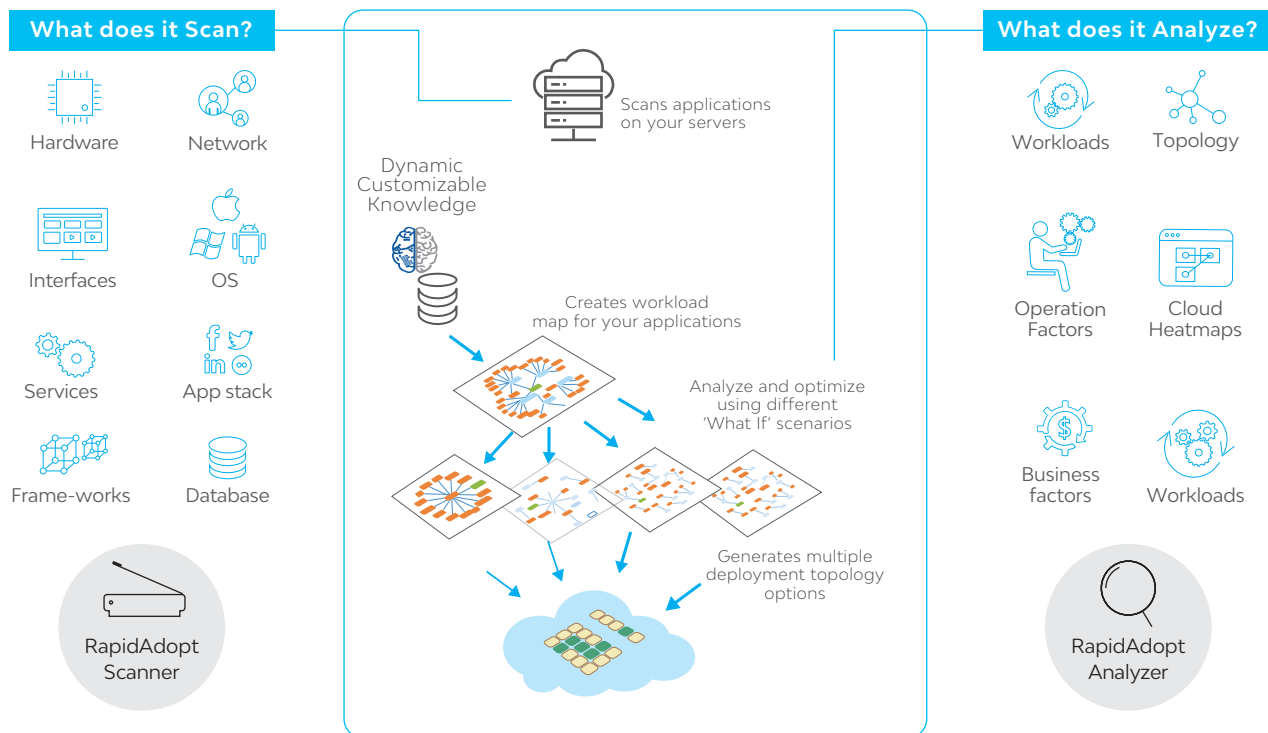 What does it Scan?
Hardware
Network
Interfaces
OS
Services
App stack
Frame-works
Database
RapidAdopt
Scanner
Scans applications
on your servers
Dynamic
Customizable
Knowledge
Creates workload
map for your applications
Analyze and optimize
using different
‘What If’ scenarios
Generates multiple
deployment topology
options
What does it Analyze?
Workloads
Topology
Operation
Factors
Cloud
Heatmaps
Business
factors
Workloads
RapidAdopt
Analyzer